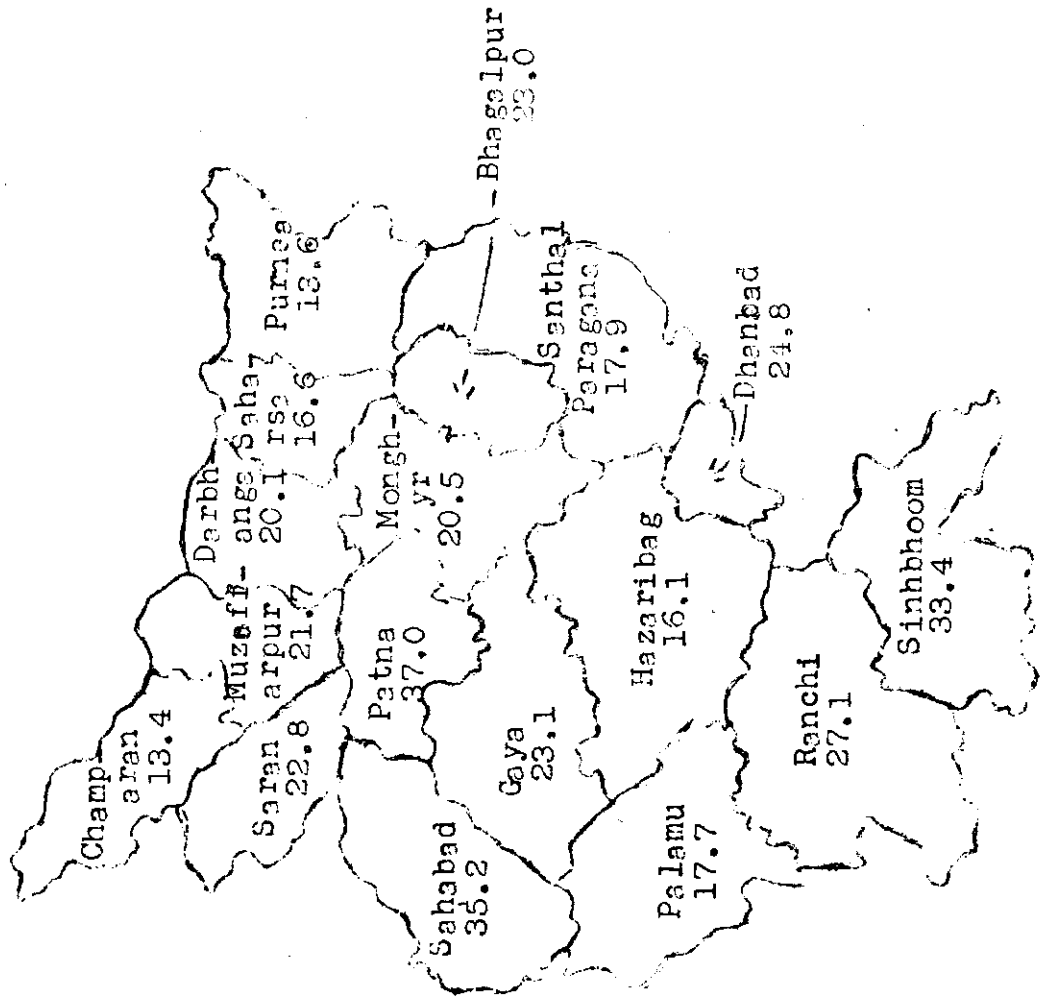 Champ-
aran
13.4
Saran
22.8
Muzaff-
arpur
21.7
Darbh-
anga
20.1
Saha-
rsa
16.6
Purnea
13.6
Sahabad
35.2
Patna
37.0
Mongh-
yr
20.5
Bhagalpur
23.0
Gaya
23.1
Santhal
Paragana
17.9
Hazaribag
16.1
Dhanbad
24.8
Palamu
17.7
Ranchi
27.1
Sinhbhoom
33.4